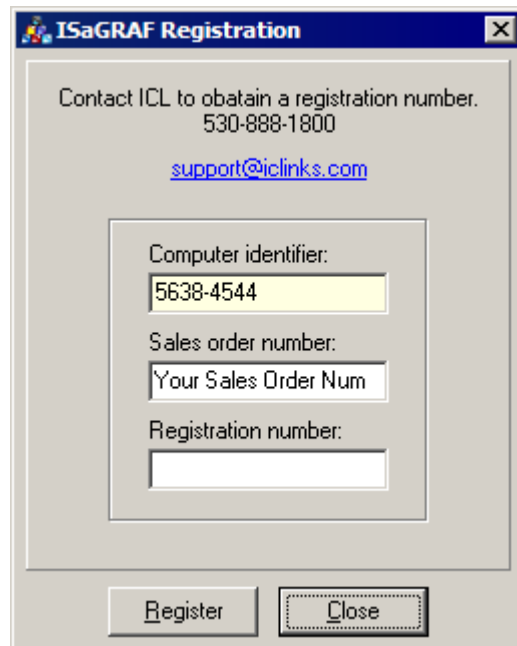 ISaGRAF Registration
Contact ICL to obatain a registration number.
530-888-1800
support@iclinks.com
Computer identifier:
5638-4544
Sales order number:
Your Sales Order Num
Registration number:
Register
Close